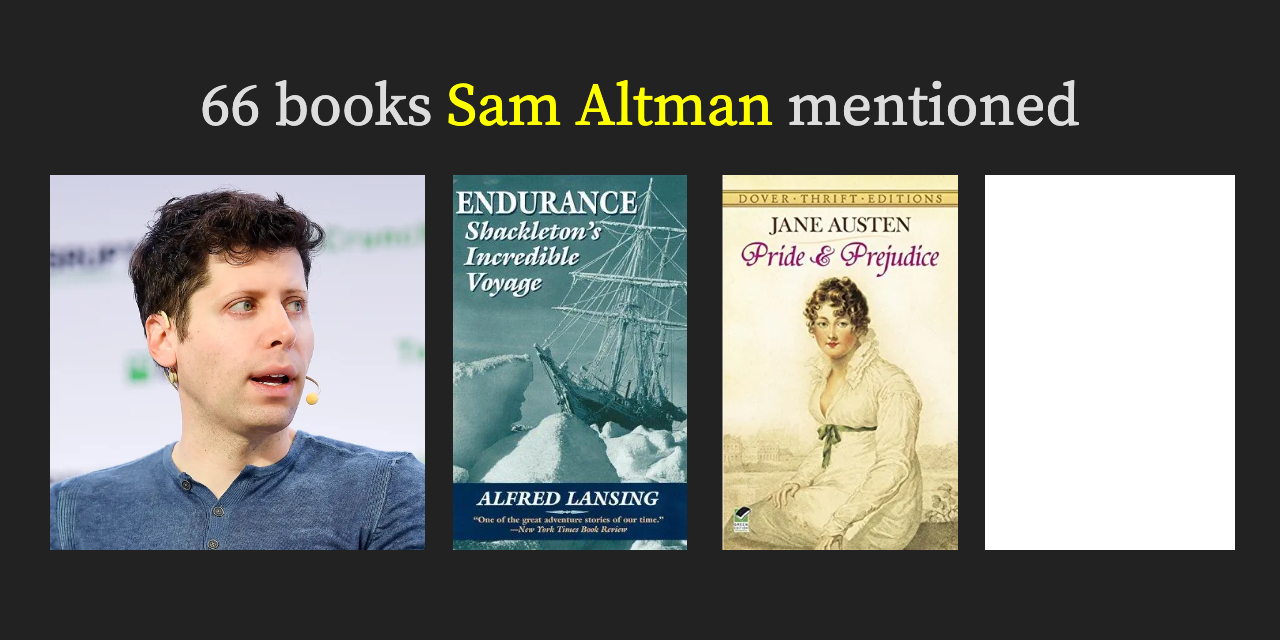 66 books Sam Altman mentioned
ENDURANCE
Shackleton's
Incredible
Voyage
ALFRED LANSING
"One of the great adventure stories of our time."
—New York Times Book Review
DOVER·THRIFT·EDITIONS
JANE AUSTEN
Pride & Prejudice